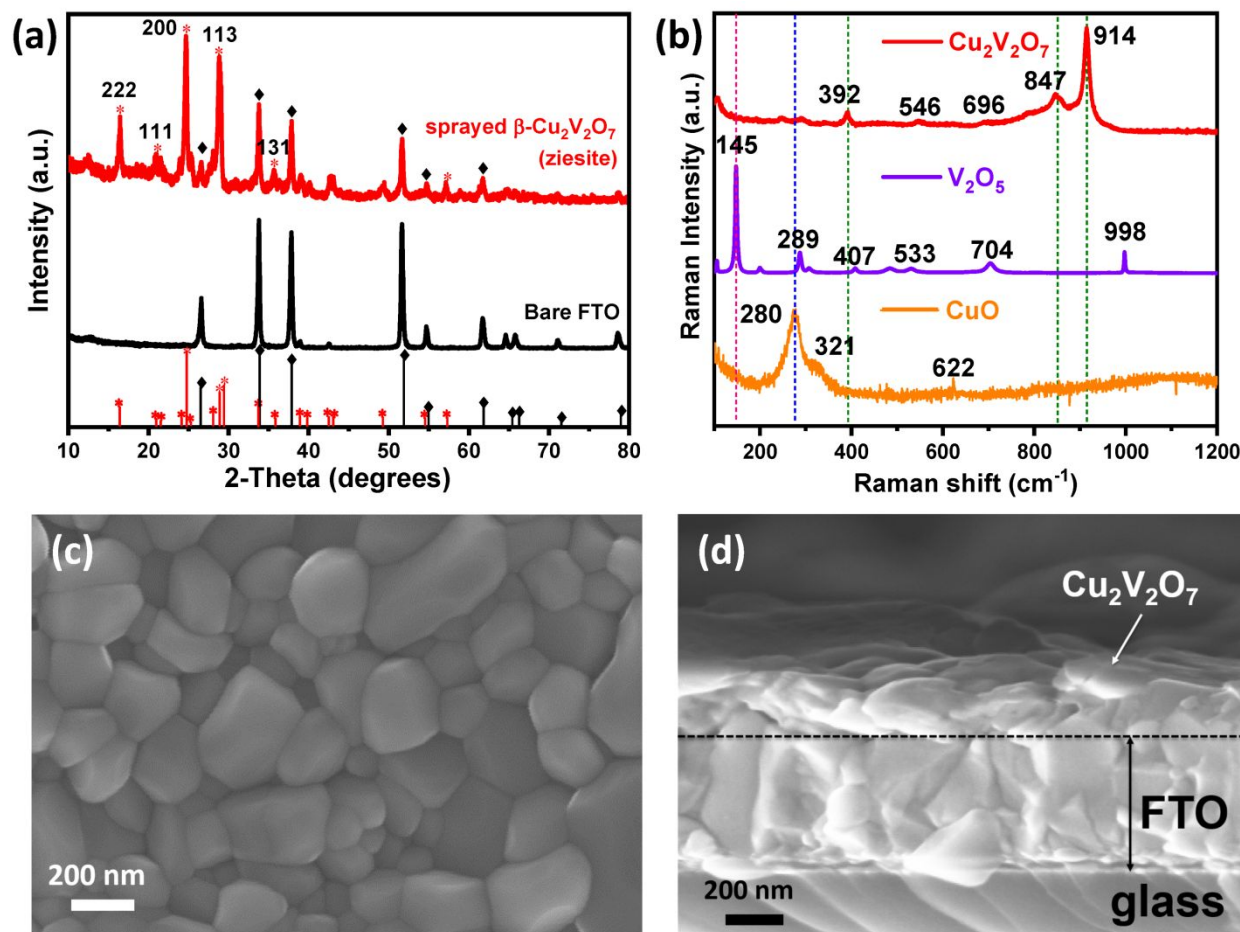 (a)
222
111
200
113
131
sprayed β-Cu₂V₂O₇
(ziesite)
Bare FTO
Intensity (a.u.)
10 20 30 40 50 60 70 80
2-Theta (degrees)
(b)
Cu₂V₂O₇
392
546
696
847
914
145
V₂O₅
289
407
533
704
998
CuO
280
321
622
Raman Intensity (a.u.)
200 400 600 800 1000 1200
Raman shift (cm⁻¹)
(c)
200 nm
(d)
Cu₂V₂O₇
FTO
200 nm
glass